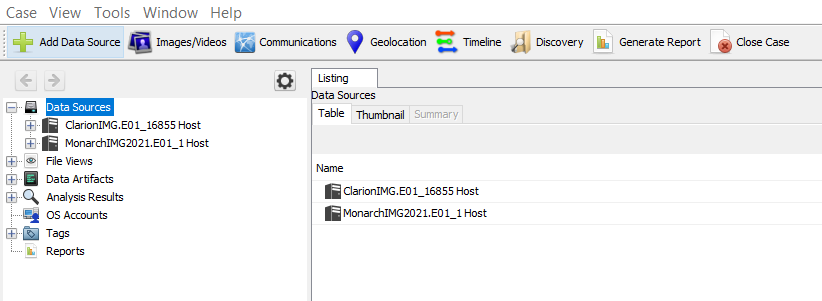 Case View Tools Window Help
Add Data Source Images/Videos Communications Geolocation Timeline Discovery Generate Report Close Case
Listing
Data Sources
Table Thumbnail Summary
Name
ClarionIMG.E01_16855 Host
MonarchIMG2021.E01_1 Host
Data Sources
ClarionIMG.E01_16855 Host
MonarchIMG2021.E01_1 Host
File Views
Data Artifacts
Analysis Results
OS Accounts
Tags
Reports